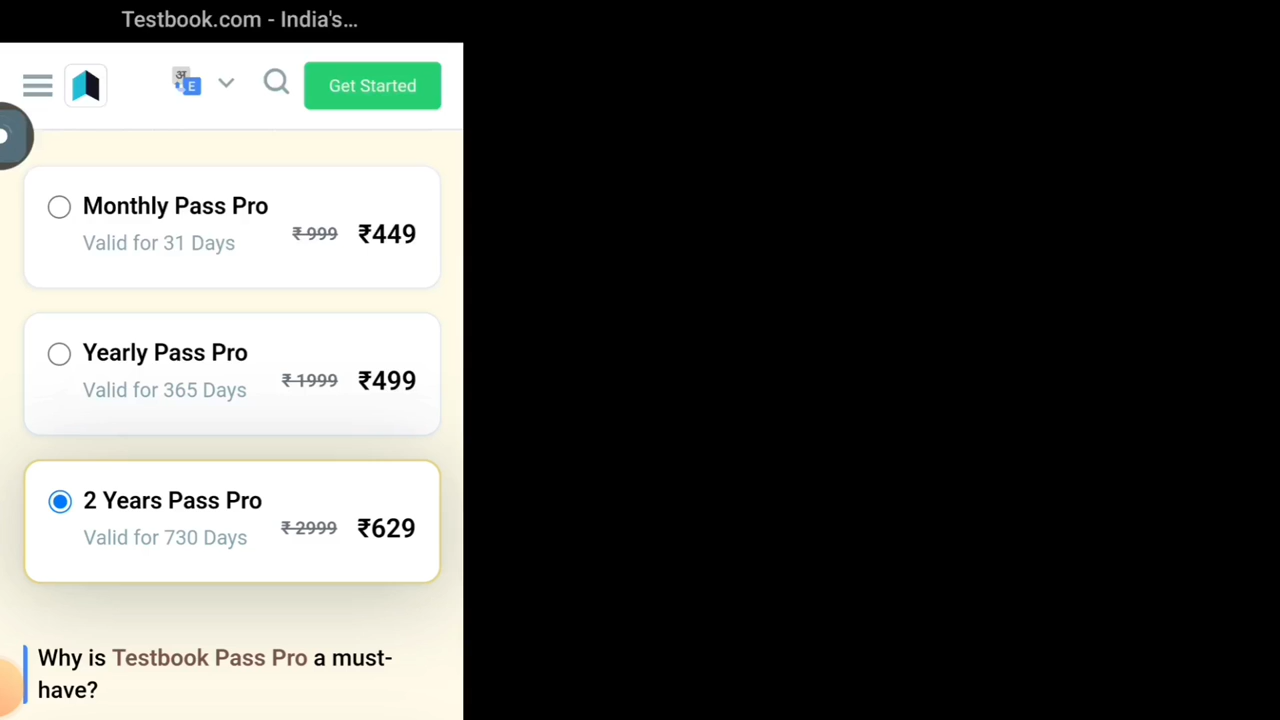 Testbook.com - India's...
अ E
Get Started
Monthly Pass Pro
Valid for 31 Days
₹ 999 ₹449
Yearly Pass Pro
Valid for 365 Days
₹ 1999 ₹499
2 Years Pass Pro
Valid for 730 Days
₹ 2999 ₹629
Why is Testbook Pass Pro a must-
have?